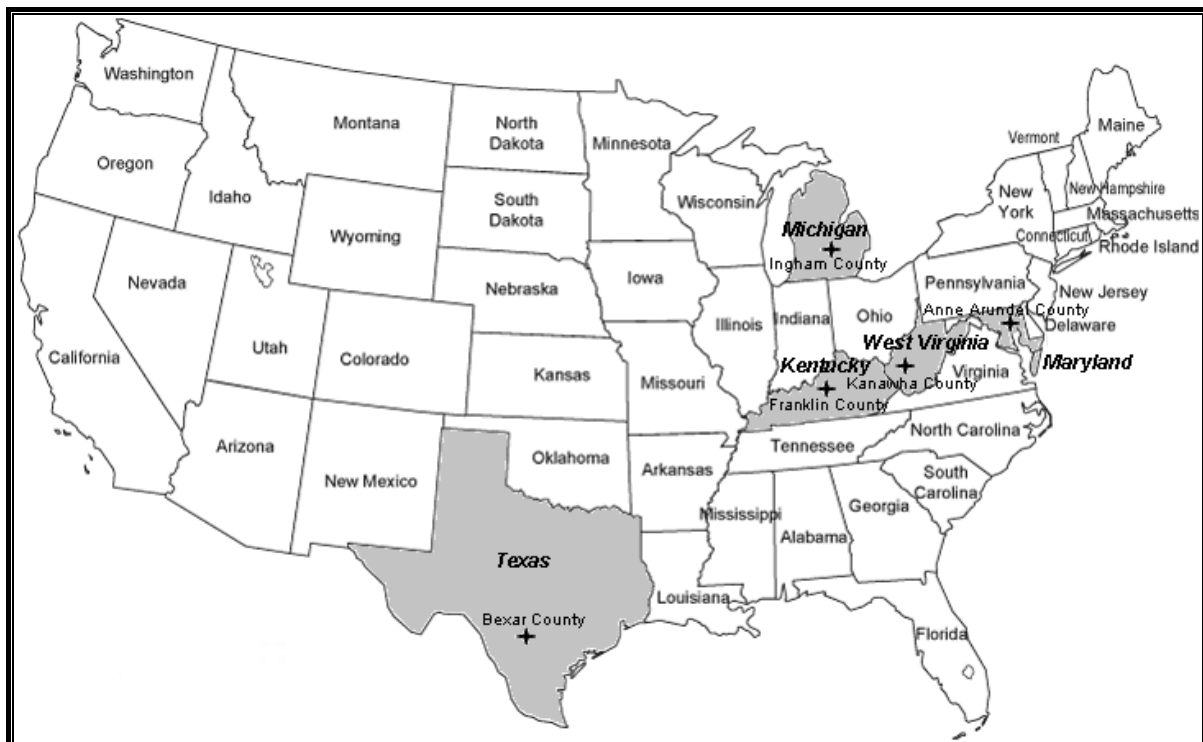 Washington
Montana
North
Dakota
Minnesota
Vermont
Maine
Oregon
Idaho
South
Dakota
Wisconsin
New
York
New Hampshire
Massachusetts
Wyoming
Michigan
Connecticut
Rhode Island
Ingham County
Nevada
Iowa
Pennsylvania
New Jersey
Nebraska
Illinois
Indiana
Ohio
Anne Arundel County
Delaware
California
Utah
Colorado
West Virginia
Maryland
Kansas
Missouri
Kentucky
Kanawha County
Virginia
Franklin County
Arizona
New Mexico
Oklahoma
Arkansas
Tennessee
North Carolina
South
Carolina
Mississippi
Alabama
Georgia
Texas
Louisiana
Bexar County
Florida